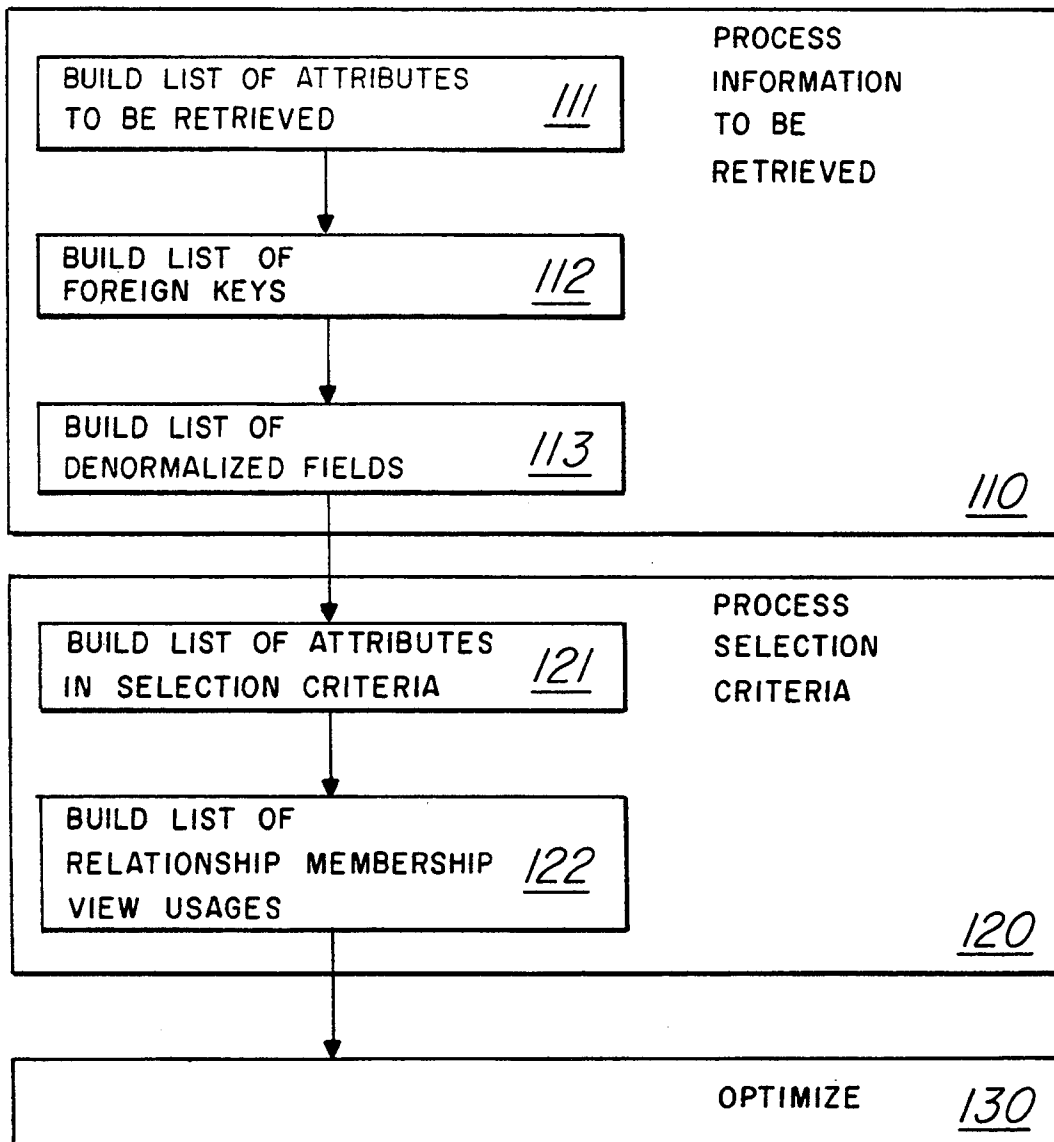 PROCESS
INFORMATION
TO BE
RETRIEVED
BUILD LIST OF ATTRIBUTES
TO BE RETRIEVED
111
BUILD LIST OF
FOREIGN KEYS
112
BUILD LIST OF
DENORMALIZED FIELDS
113
110
PROCESS
SELECTION
CRITERIA
BUILD LIST OF ATTRIBUTES
IN SELECTION CRITERIA
121
BUILD LIST OF
RELATIONSHIP MEMBERSHIP
VIEW USAGES
122
120
OPTIMIZE
130